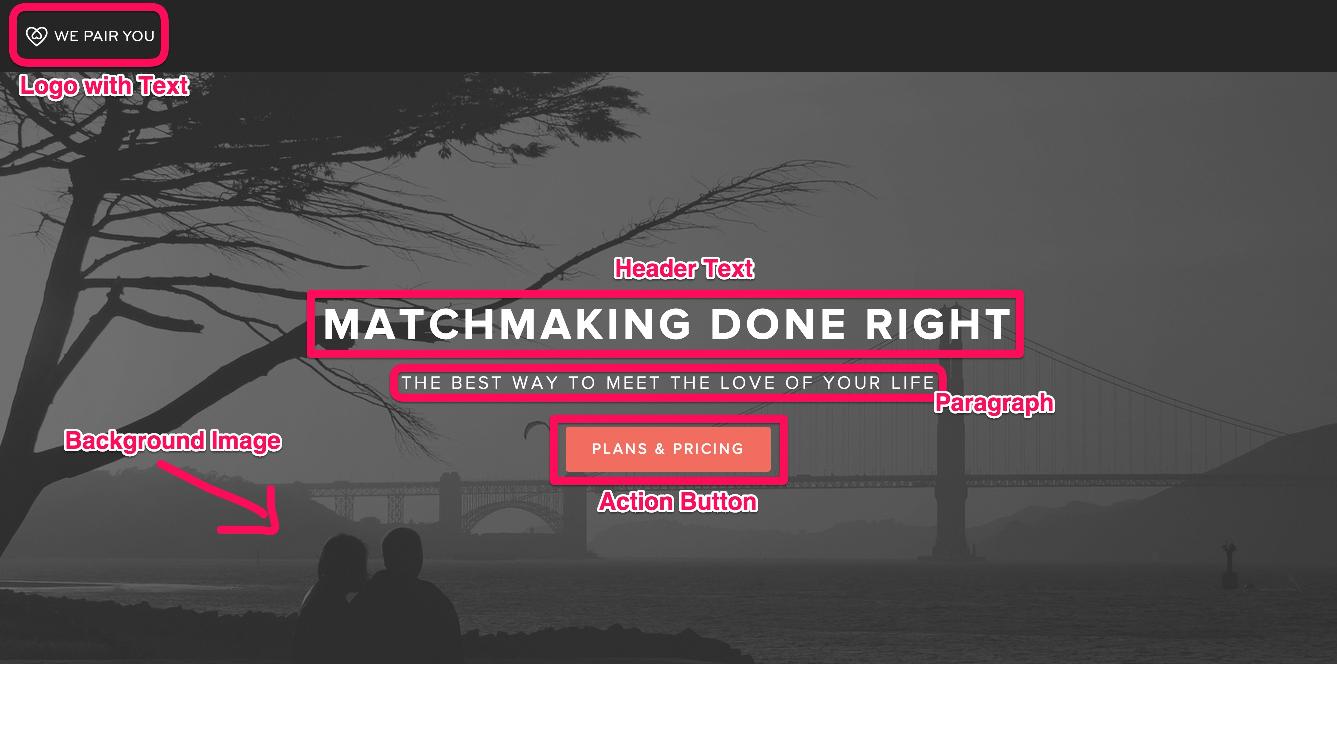 WE PAIR YOU
Logo with Text
Header Text
MATCHMAKING DONE RIGHT
THE BEST WAY TO MEET THE LOVE OF YOUR LIFE
Paragraph
Background Image
PLANS & PRICING
Action Button